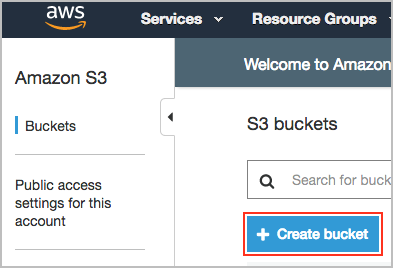 aws
Services
Resource Groups
Amazon S3
Buckets
Public access
settings for this
account
Welcome to Amazon
S3 buckets
Search for buck
+ Create bucket